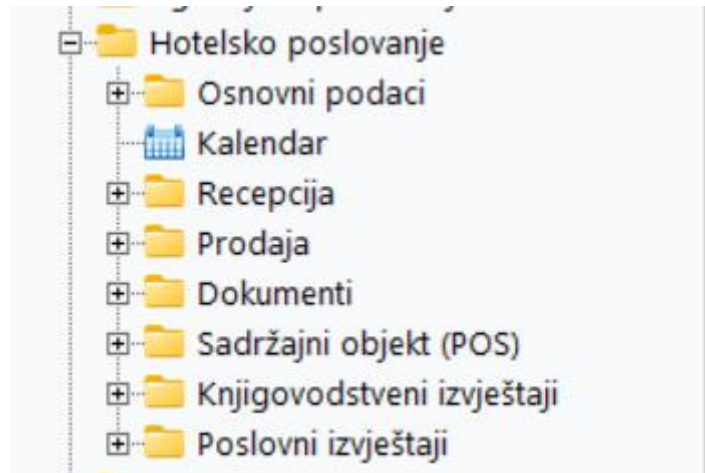 Hotelsko poslovanje
Osnovni podaci
Kalendar
Recepcija
Prodaja
Dokumenti
Sadržajni objekt (POS)
Knjigovodstveni izvještaji
Poslovni izvještaji